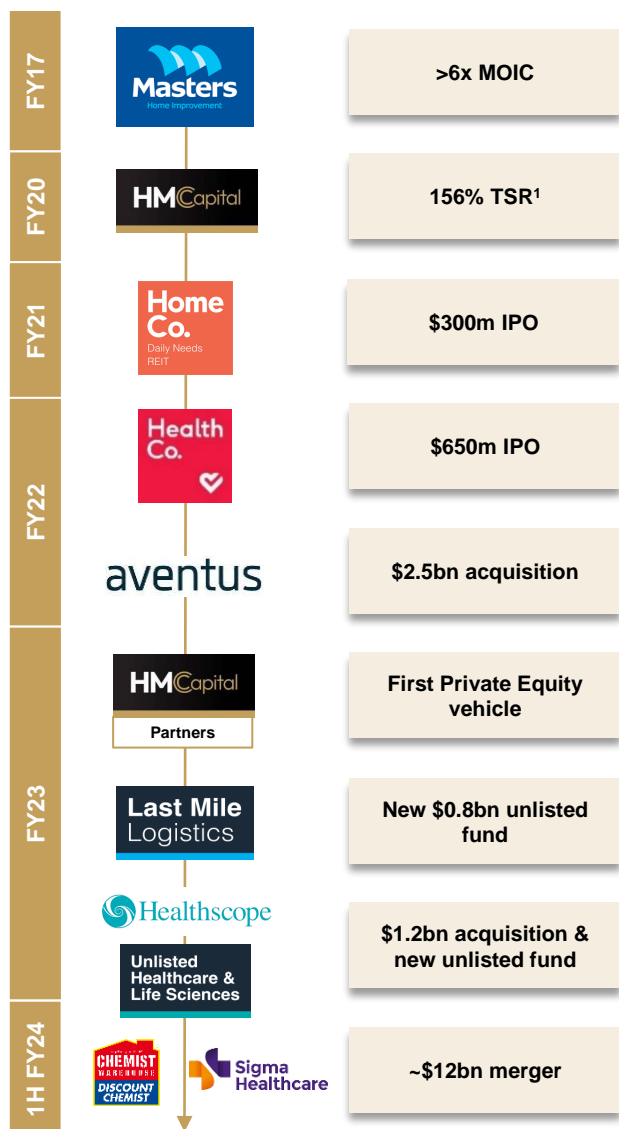 FY17
Masters
Home Improvement
>6x MOIC
FY20
HMCapital
156% TSR¹
FY21
Home
Co.
Daily Needs
REIT
$300m IPO
FY22
Health
Co.
$650m IPO
aventus
$2.5bn acquisition
FY23
HMCapital
Partners
First Private Equity
vehicle
Last Mile
Logistics
New $0.8bn unlisted
fund
Healthscope
Unlisted
Healthcare &
Life Sciences
$1.2bn acquisition &
new unlisted fund
1H FY24
CHEMIST
WAREHOUSE
DISCOUNT
CHEMIST
Sigma
Healthcare
~$12bn merger